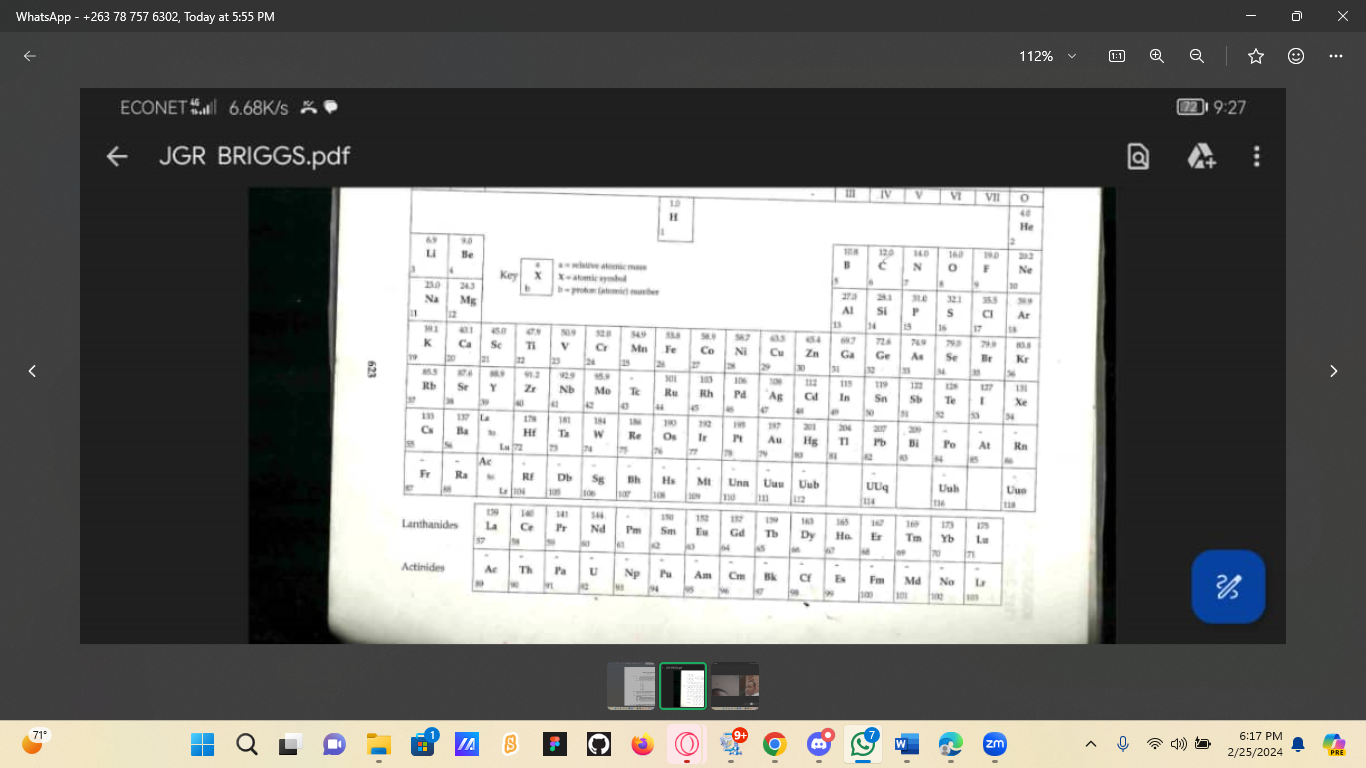 WhatsApp - +263 78 757 6302, Today at 5:55 PM
112%
ECONET 4G 6.68K/s 72 9:27
JGR BRIGGS.pdf
III IV V VI VII O
1.0 4.0
H He
1 2
6.9 9.0 10.8 12.0 14.0 16.0 19.0 20.2
Li Be B C N O F Ne
3 4 5 6 7 8 9 10
Key a X b
a = relative atomic mass
X = atomic symbol
b = proton (atomic) number
23.0 24.3 27.0 28.1 31.0 32.1 35.5 39.9
Na Mg Al Si P S Cl Ar
11 12 13 14 15 16 17 18
39.1 40.1 45.0 47.9 50.9 52.0 54.9 55.8 58.9 58.7 63.5 65.4 69.7 72.6 74.9 79.0 79.9 83.8
K Ca Sc Ti V Cr Mn Fe Co Ni Cu Zn Ga Ge As Se Br Kr
19 20 21 22 23 24 25 26 27 28 29 30 31 32 33 34 35 36
85.5 87.6 88.9 91.2 92.9 95.9 - 101 103 106 108 112 115 119 122 128 127 131
Rb Sr Y Zr Nb Mo Tc Ru Rh Pd Ag Cd In Sn Sb Te I Xe
37 38 39 40 41 42 43 44 45 46 47 48 49 50 51 52 53 54
133 137 La 178 181 184 186 190 192 195 197 201 204 207 209 - - -
Cs Ba to Hf Ta W Re Os Ir Pt Au Hg Tl Pb Bi Po At Rn
55 56 Lu 72 73 74 75 76 77 78 79 80 81 82 83 84 85 86
- - Ac - - - - - - - - - - - -
Fr Ra to Rf Db Sg Bh Hs Mt Unn Uuu Uub UUq Uuh Uuo
87 88 Lr 104 105 106 107 108 109 110 111 112 114 116 118
139 140 141 144 - 150 152 157 159 163 165 167 169 173 175
Lanthanides La Ce Pr Nd Pm Sm Eu Gd Tb Dy Ho. Er Tm Yb Lu
57 58 59 60 61 62 63 64 65 66 67 68 69 70 71
- - - - - - - - - - - - - - -
Actinides Ac Th Pa U Np Pu Am Cm Bk Cf Es Fm Md No Lr
89 90 91 92 93 94 95 96 97 98 99 100 101 102 103
623
71°
1
9+
7
W
zm
6:17 PM
2/25/2024
PRE